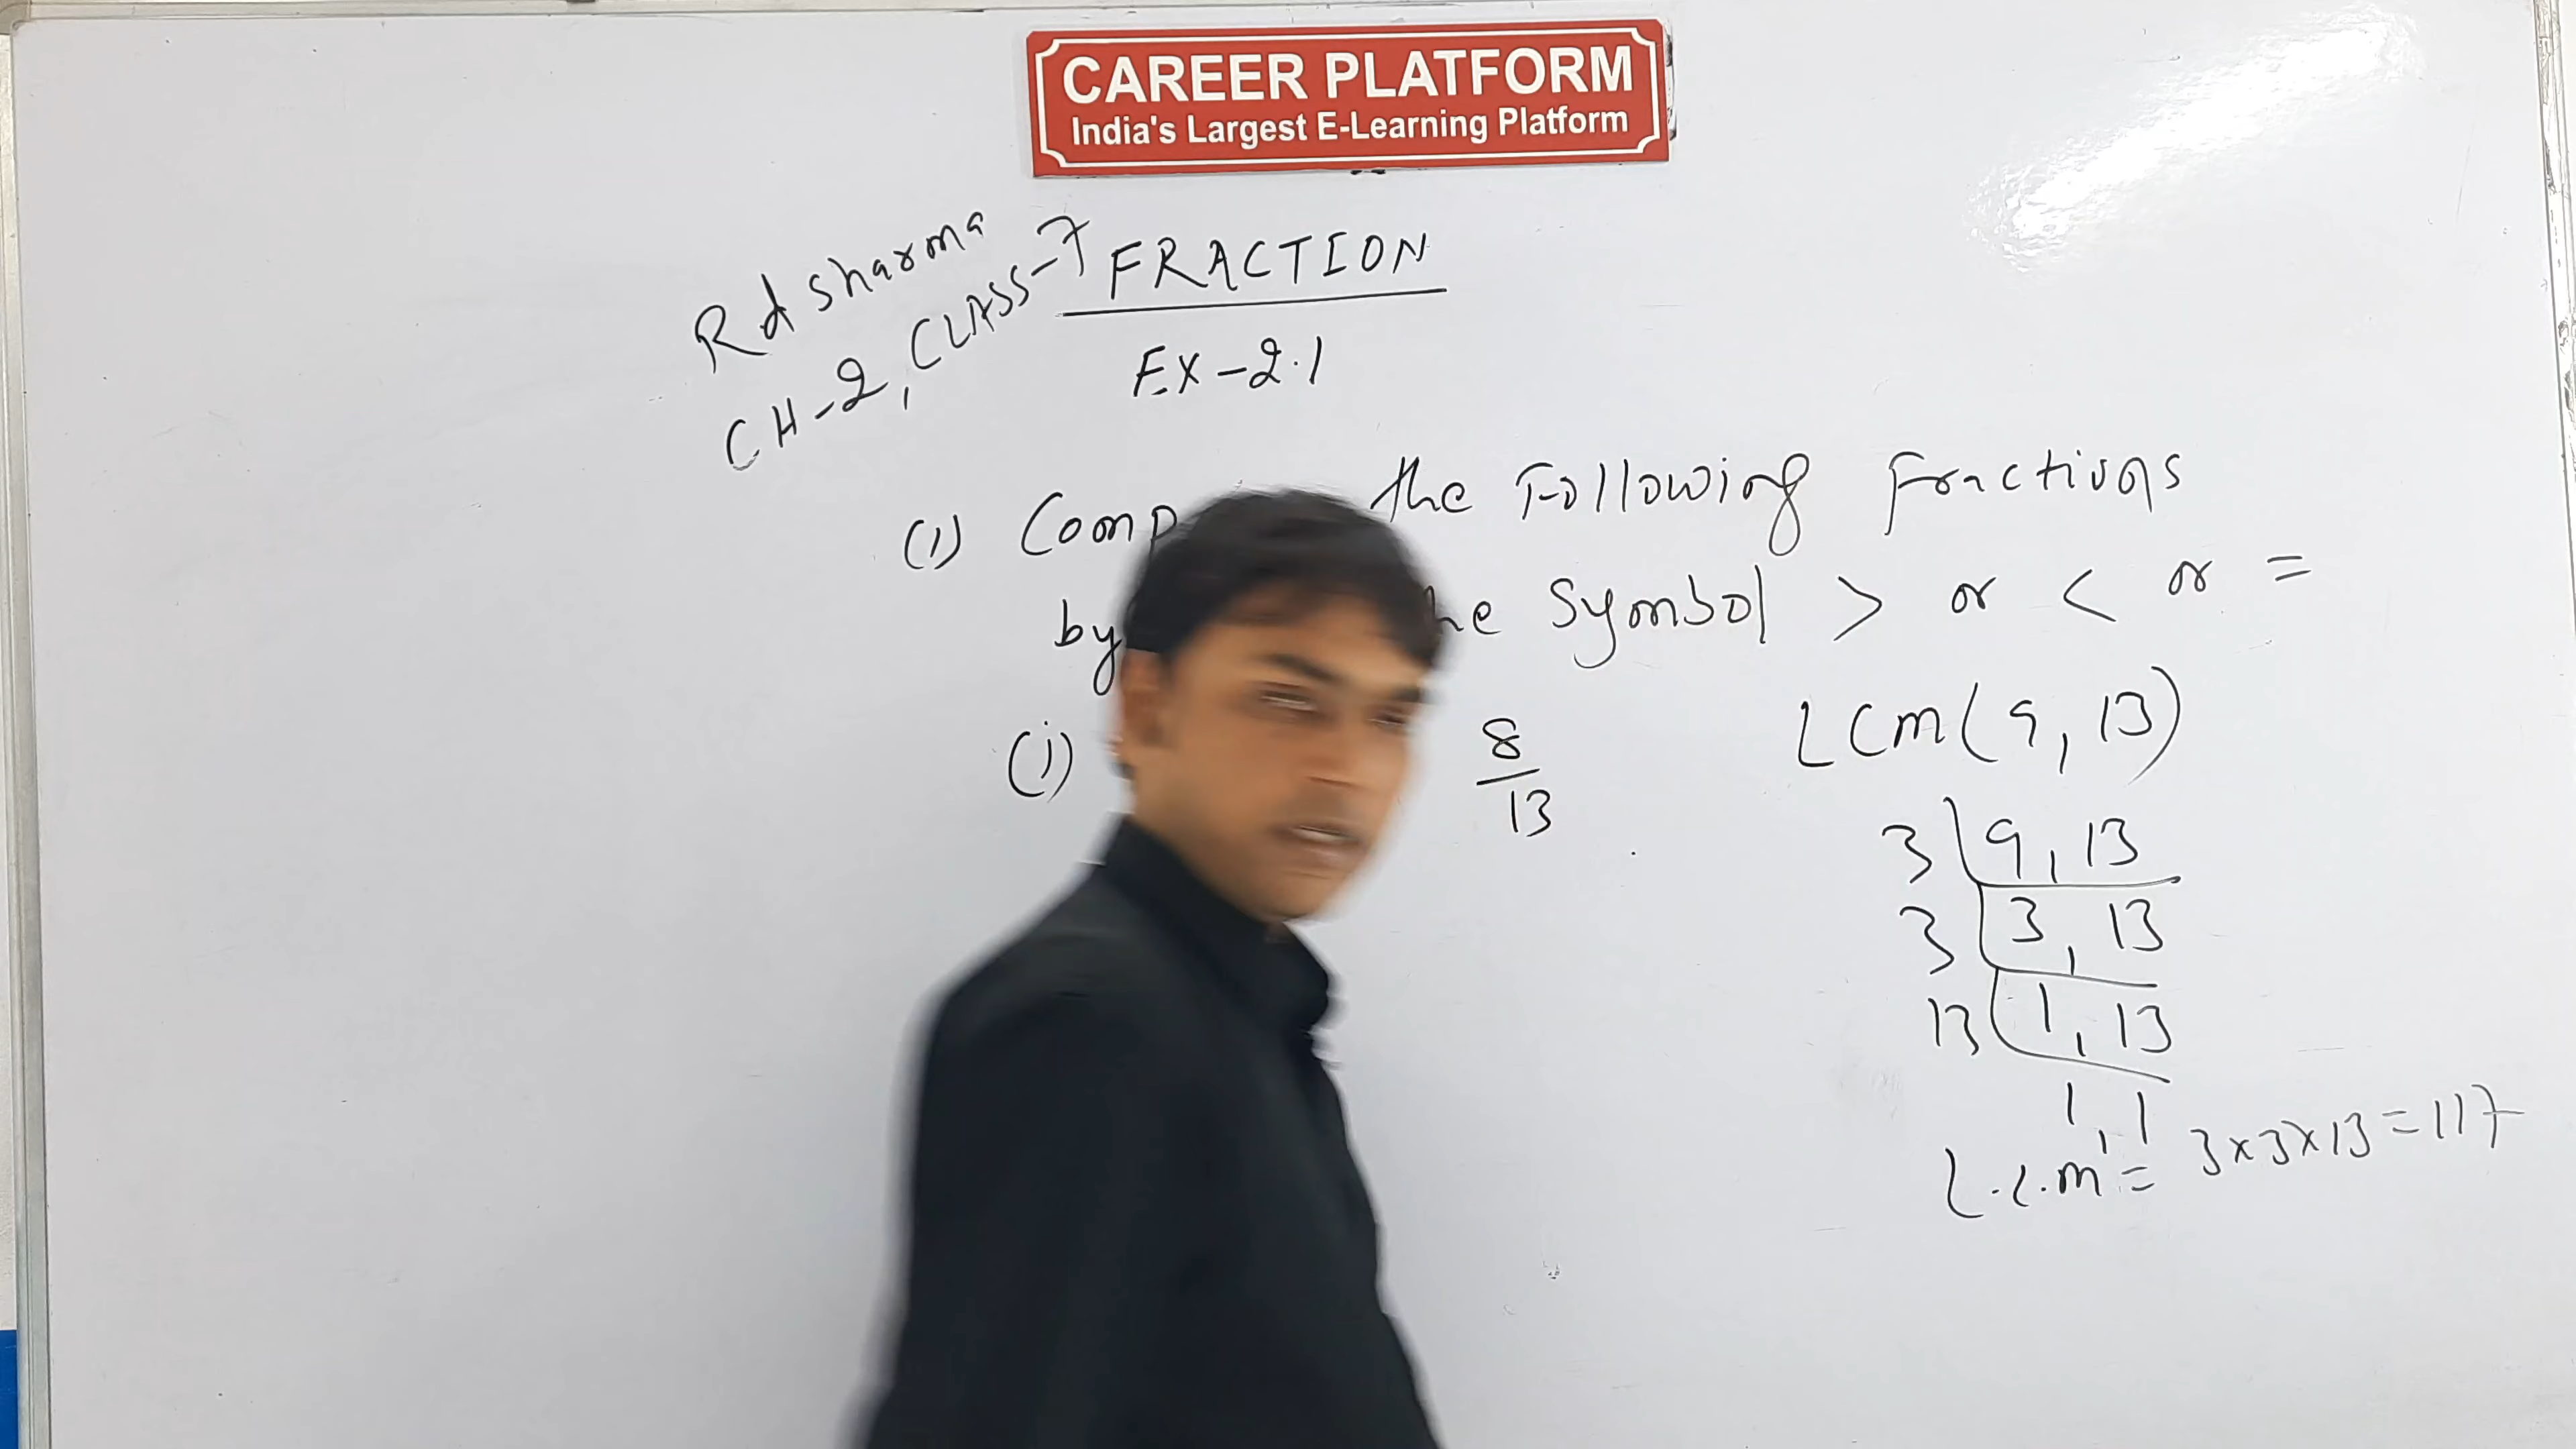 CAREER PLATFORM
India's Largest E-Learning Platform
Rd sharma
CH-2, CLASS-7
FRACTION
EX-2.1
(1) Comp the Following Fractions
by the Symbol > or < or =
(i) 8/13
LCm(9, 13)
3 9, 13
3 3, 13
13 1, 13
1, 1
L.C.m = 3x3x13=117